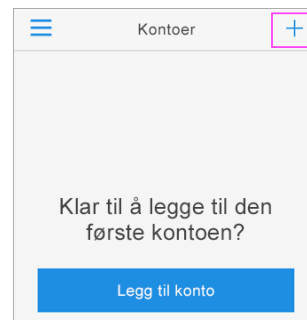 Kontoer
Klar til å legge til den
første kontoen?
Legg til konto